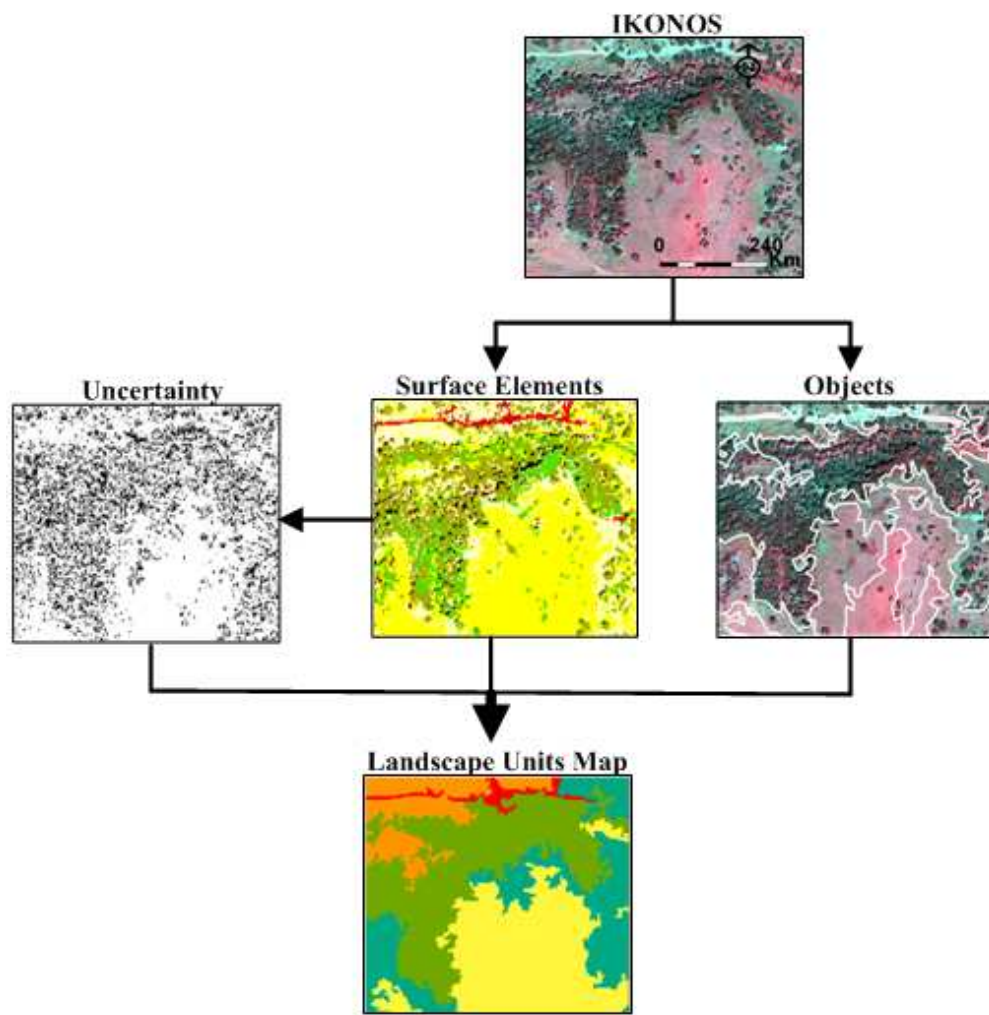 IKONOS
0 240
Km
Uncertainty
Surface Elements
Objects
Landscape Units Map